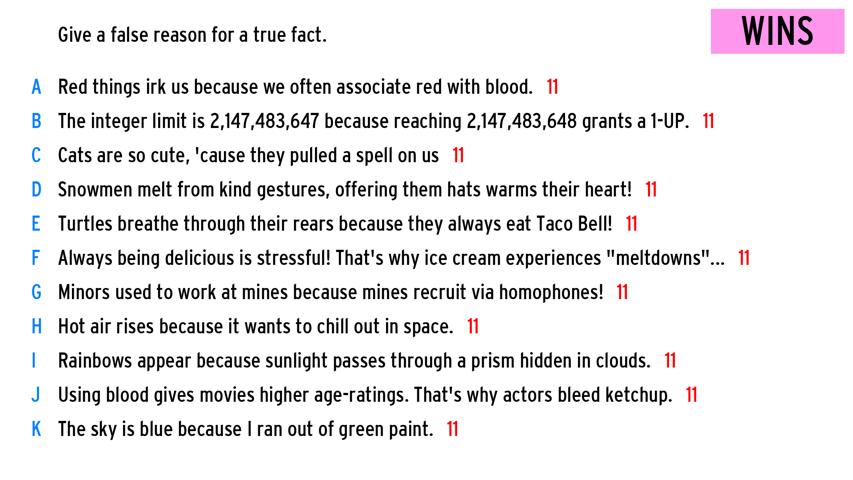 Give a false reason for a true fact.
WINS
A Red things irk us because we often associate red with blood. 11
B The integer limit is 2,147,483,647 because reaching 2,147,483,648 grants a 1-UP. 11
C Cats are so cute, 'cause they pulled a spell on us 11
D Snowmen melt from kind gestures, offering them hats warms their heart! 11
E Turtles breathe through their rears because they always eat Taco Bell! 11
F Always being delicious is stressful! That's why ice cream experiences "meltdowns"... 11
G Minors used to work at mines because mines recruit via homophones! 11
H Hot air rises because it wants to chill out in space. 11
I Rainbows appear because sunlight passes through a prism hidden in clouds. 11
J Using blood gives movies higher age-ratings. That's why actors bleed ketchup. 11
K The sky is blue because I ran out of green paint. 11